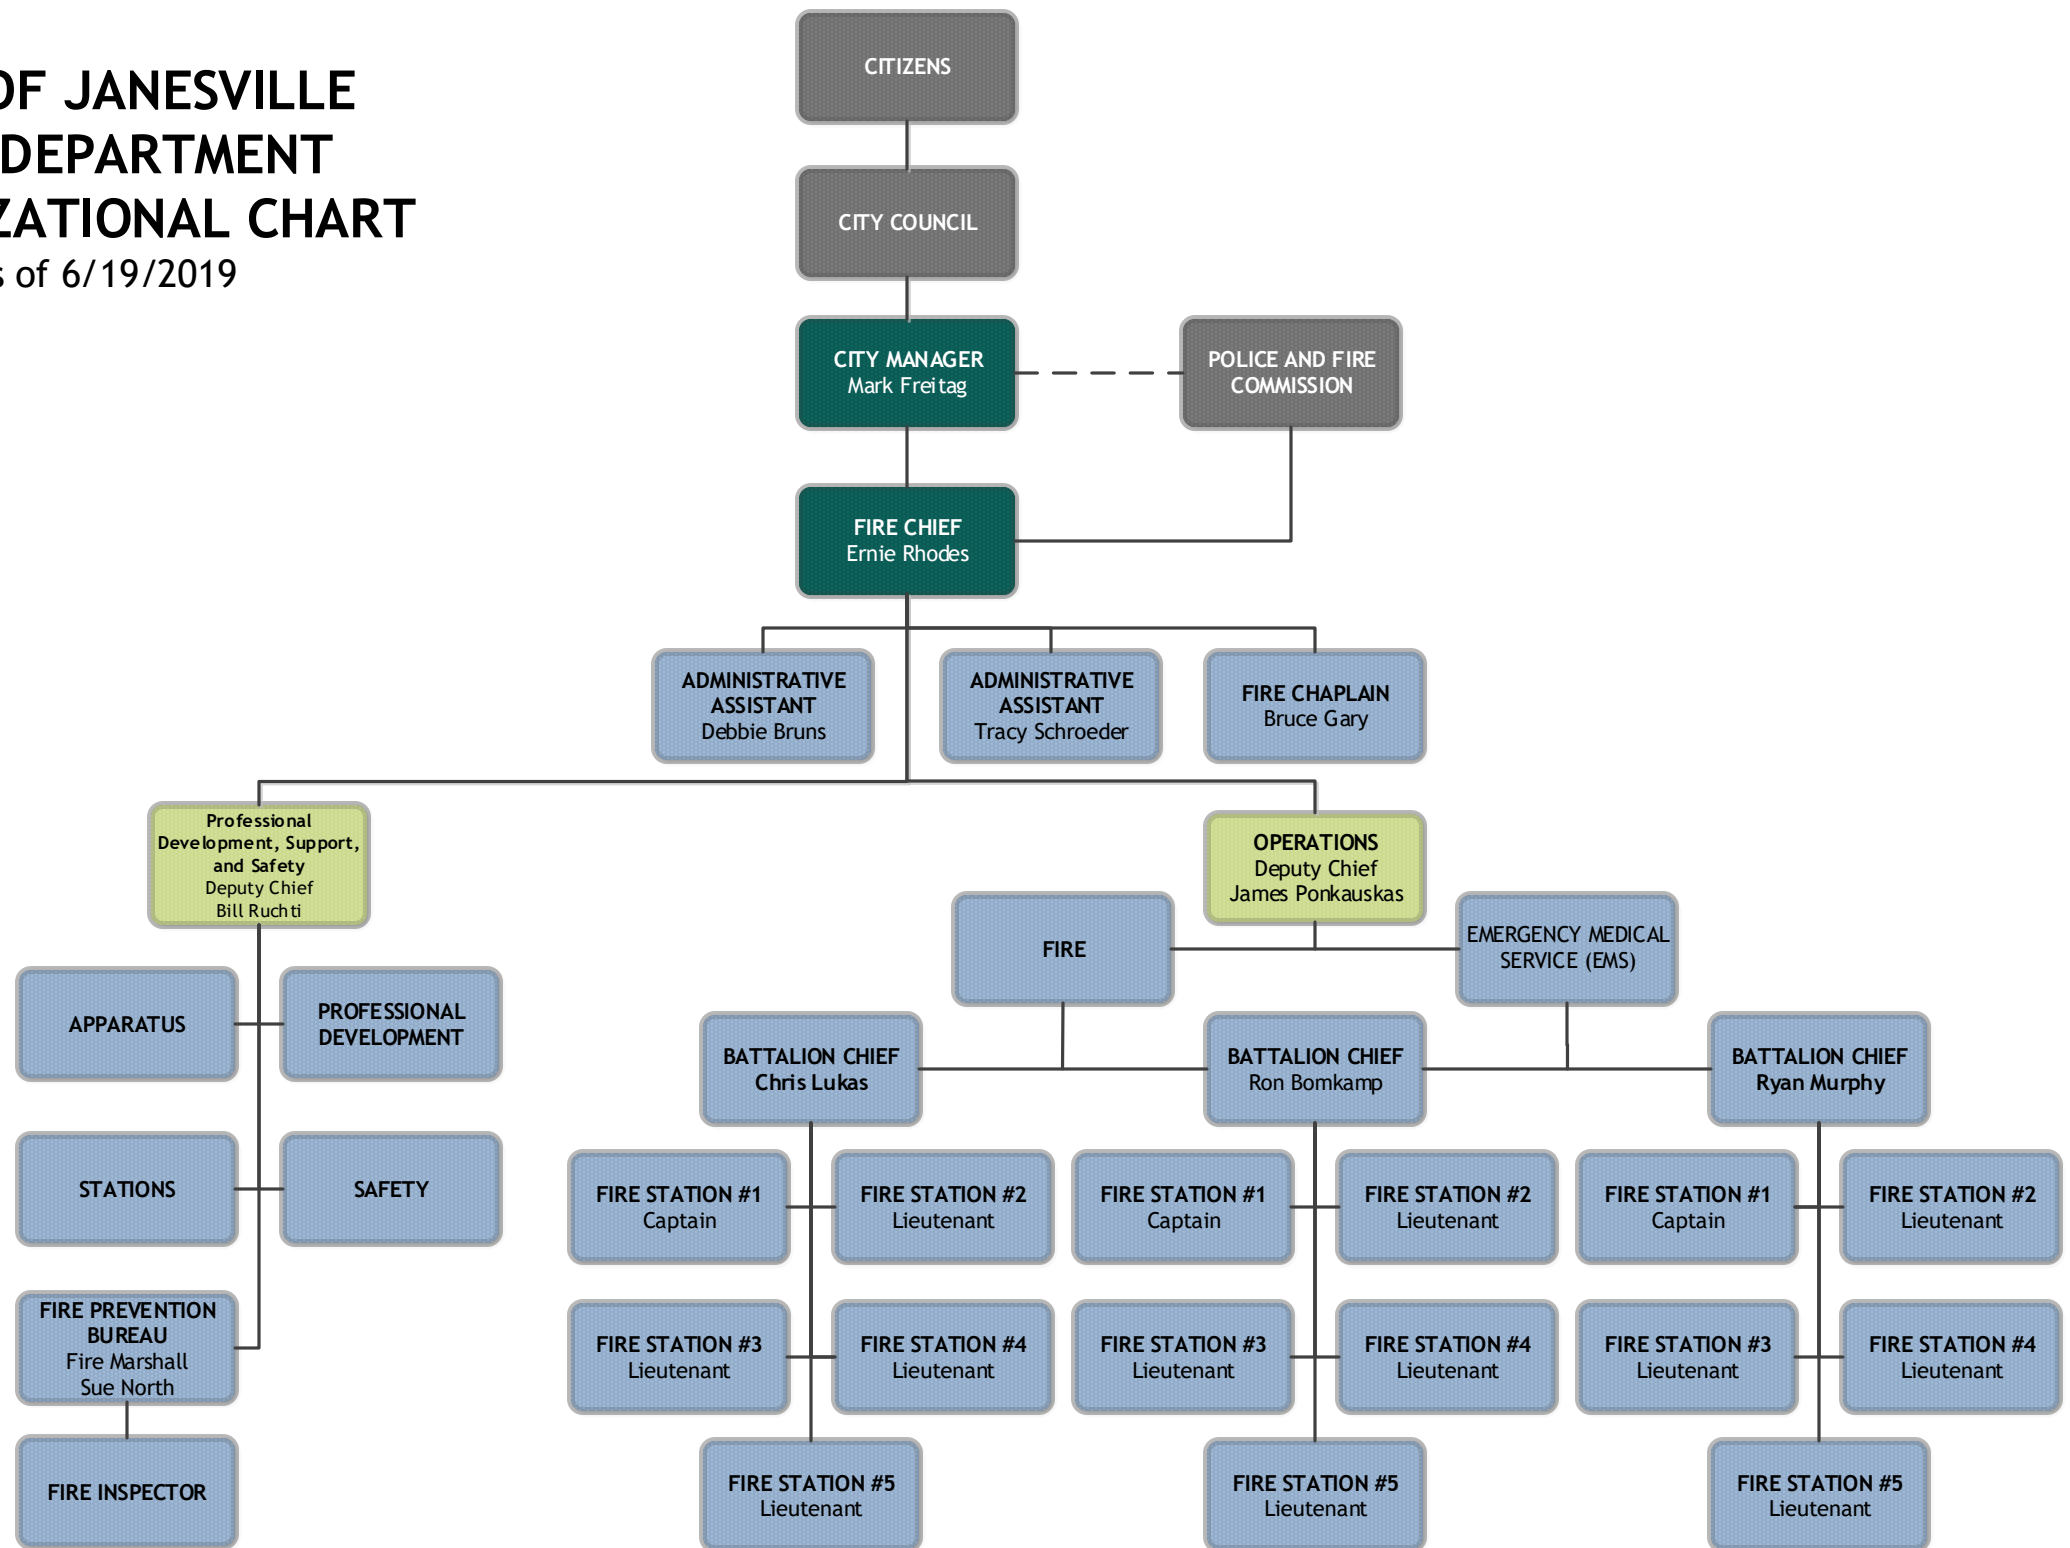 OF JANESVILLE
DEPARTMENT
ZATIONAL CHART
s of 6/19/2019
CITIZENS
CITY COUNCIL
CITY MANAGER
Mark Freitag
POLICE AND FIRE
COMMISSION
FIRE CHIEF
Ernie Rhodes
ADMINISTRATIVE
ASSISTANT
Debbie Bruns
ADMINISTRATIVE
ASSISTANT
Tracy Schroeder
FIRE CHAPLAIN
Bruce Gary
Professional
Development, Support,
and Safety
Deputy Chief
Bill Ruchti
OPERATIONS
Deputy Chief
James Ponkauskas
FIRE
EMERGENCY MEDICAL
SERVICE (EMS)
APPARATUS
PROFESSIONAL
DEVELOPMENT
BATTALION CHIEF
Chris Lukas
BATTALION CHIEF
Ron Bomkamp
BATTALION CHIEF
Ryan Murphy
STATIONS
SAFETY
FIRE STATION #1
Captain
FIRE STATION #2
Lieutenant
FIRE STATION #1
Captain
FIRE STATION #2
Lieutenant
FIRE STATION #1
Captain
FIRE STATION #2
Lieutenant
FIRE PREVENTION
BUREAU
Fire Marshall
Sue North
FIRE STATION #3
Lieutenant
FIRE STATION #4
Lieutenant
FIRE STATION #3
Lieutenant
FIRE STATION #4
Lieutenant
FIRE STATION #3
Lieutenant
FIRE STATION #4
Lieutenant
FIRE INSPECTOR
FIRE STATION #5
Lieutenant
FIRE STATION #5
Lieutenant
FIRE STATION #5
Lieutenant